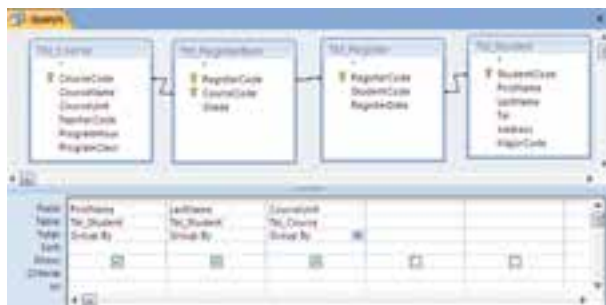 Query1
Tbl_Course
*
CourseCode
CourseName
CourseUnit
TeacherCode
ProgramHour
ProgramClass
Tbl_RegisterItem
*
RegisterCode
CourseCode
Grade
Tbl_Register
*
RegisterCode
StudentCode
RegisterDate
Tbl_Student
*
StudentCode
FirstName
LastName
Tel
Address
MajorCode
Field: FirstName LastName CourseUnit
Table: Tbl_Student Tbl_Student Tbl_Course
Total: Group By Group By Group By
Sort:
Show:
Criteria:
or: